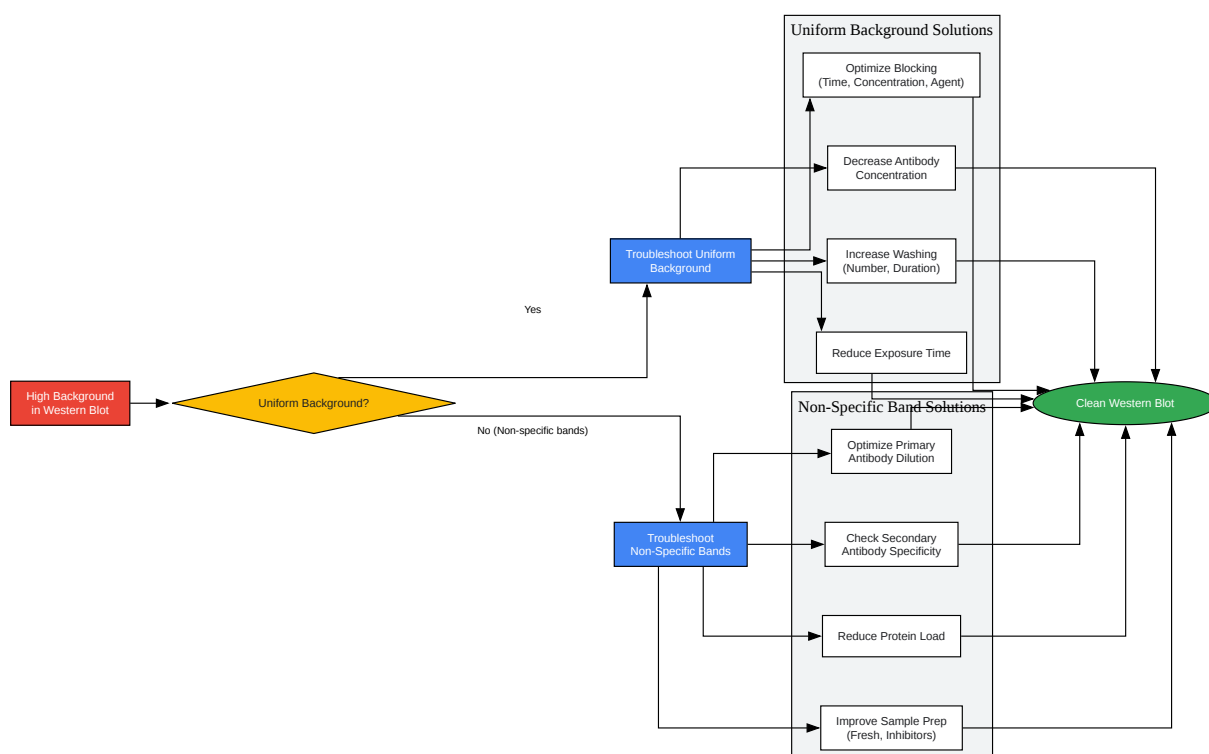 Uniform Background Solutions
Optimize Blocking
(Time, Concentration, Agent)
Decrease Antibody
Concentration
Troubleshoot Uniform
Background
Increase Washing
(Number, Duration)
Yes
Reduce Exposure Time
High Background
in Western Blot
Uniform Background?
Clean Western Blot
No (Non-specific bands)
Non-Specific Band Solutions
Optimize Primary
Antibody Dilution
Troubleshoot
Non-Specific Bands
Check Secondary
Antibody Specificity
Reduce Protein Load
Improve Sample Prep
(Fresh, Inhibitors)